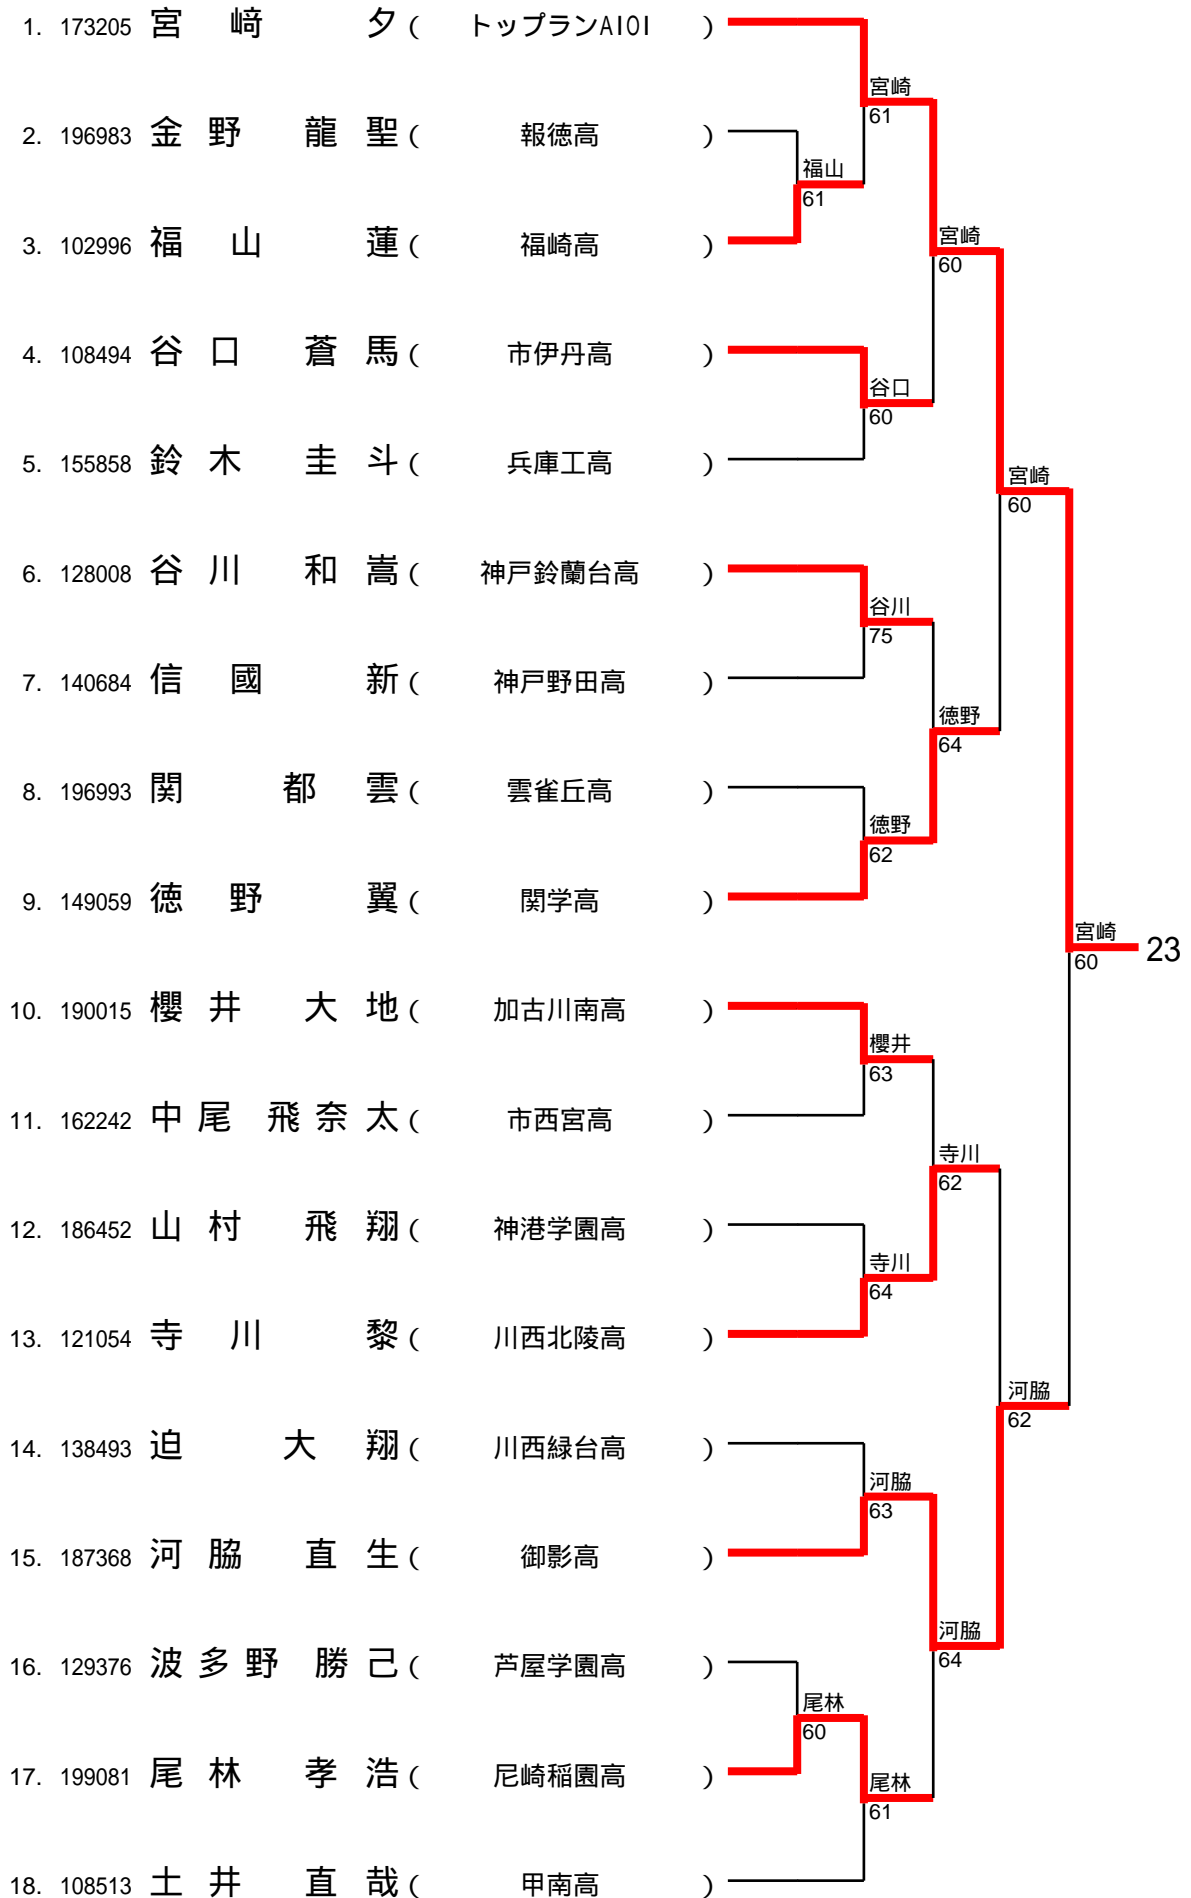 1. 173205 宮 﨑 夕 ( トップランAIOI )
宮崎
61
2. 196983 金 野 龍 聖 ( 報徳高 )
福山
61
3. 102996 福 山 蓮 ( 福崎高 )
宮崎
60
4. 108494 谷 口 蒼 馬 ( 市伊丹高 )
谷口
60
5. 155858 鈴 木 圭 斗 ( 兵庫工高 )
宮崎
60
6. 128008 谷 川 和 嵩 ( 神戸鈴蘭台高 )
谷川
75
7. 140684 信 國 新 ( 神戸野田高 )
徳野
64
8. 196993 関 都 雲 ( 雲雀丘高 )
徳野
62
9. 149059 徳 野 翼 ( 関学高 )
宮崎
60 23
10. 190015 櫻 井 大 地 ( 加古川南高 )
櫻井
63
11. 162242 中 尾 飛 奈 太 ( 市西宮高 )
寺川
62
12. 186452 山 村 飛 翔 ( 神港学園高 )
寺川
64
13. 121054 寺 川 黎 ( 川西北陵高 )
河脇
62
14. 138493 迫 大 翔 ( 川西緑台高 )
河脇
63
15. 187368 河 脇 直 生 ( 御影高 )
河脇
64
16. 129376 波 多 野 勝 己 ( 芦屋学園高 )
尾林
60
17. 199081 尾 林 孝 浩 ( 尼崎稲園高 )
尾林
61
18. 108513 土 井 直 哉 ( 甲南高 )